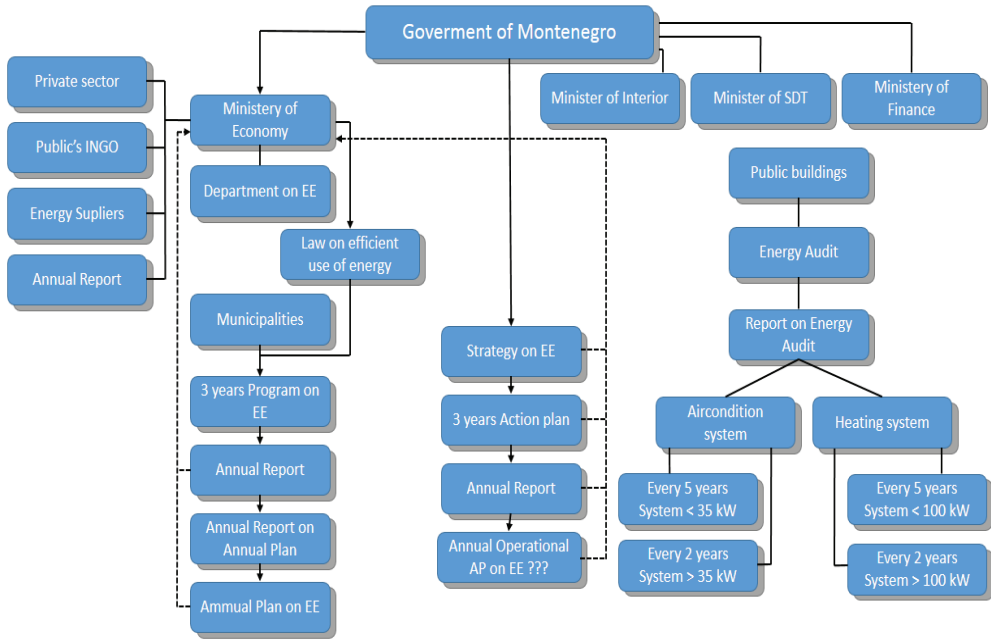 Goverment of Montenegro
Private sector
Public's INGO
Energy Supliers
Annual Report
Ministry of
Economy
Department on EE
Law on efficient
use of energy
Municipalities
3 years Program on
EE
Annual Report
Annual Report on
Annual Plan
Ammual Plan on EE
Strategy on EE
3 years Action plan
Annual Report
Annual Operational
AP on EE ???
Minister of Interior
Minister of SDT
Ministery of
Finance
Public buildings
Energy Audit
Report on Energy
Audit
Aircondition
system
Every 5 years
System < 35 kW
Every 2 years
System > 35 kW
Heating system
Every 5 years
System < 100 kW
Every 2 years
System > 100 kW